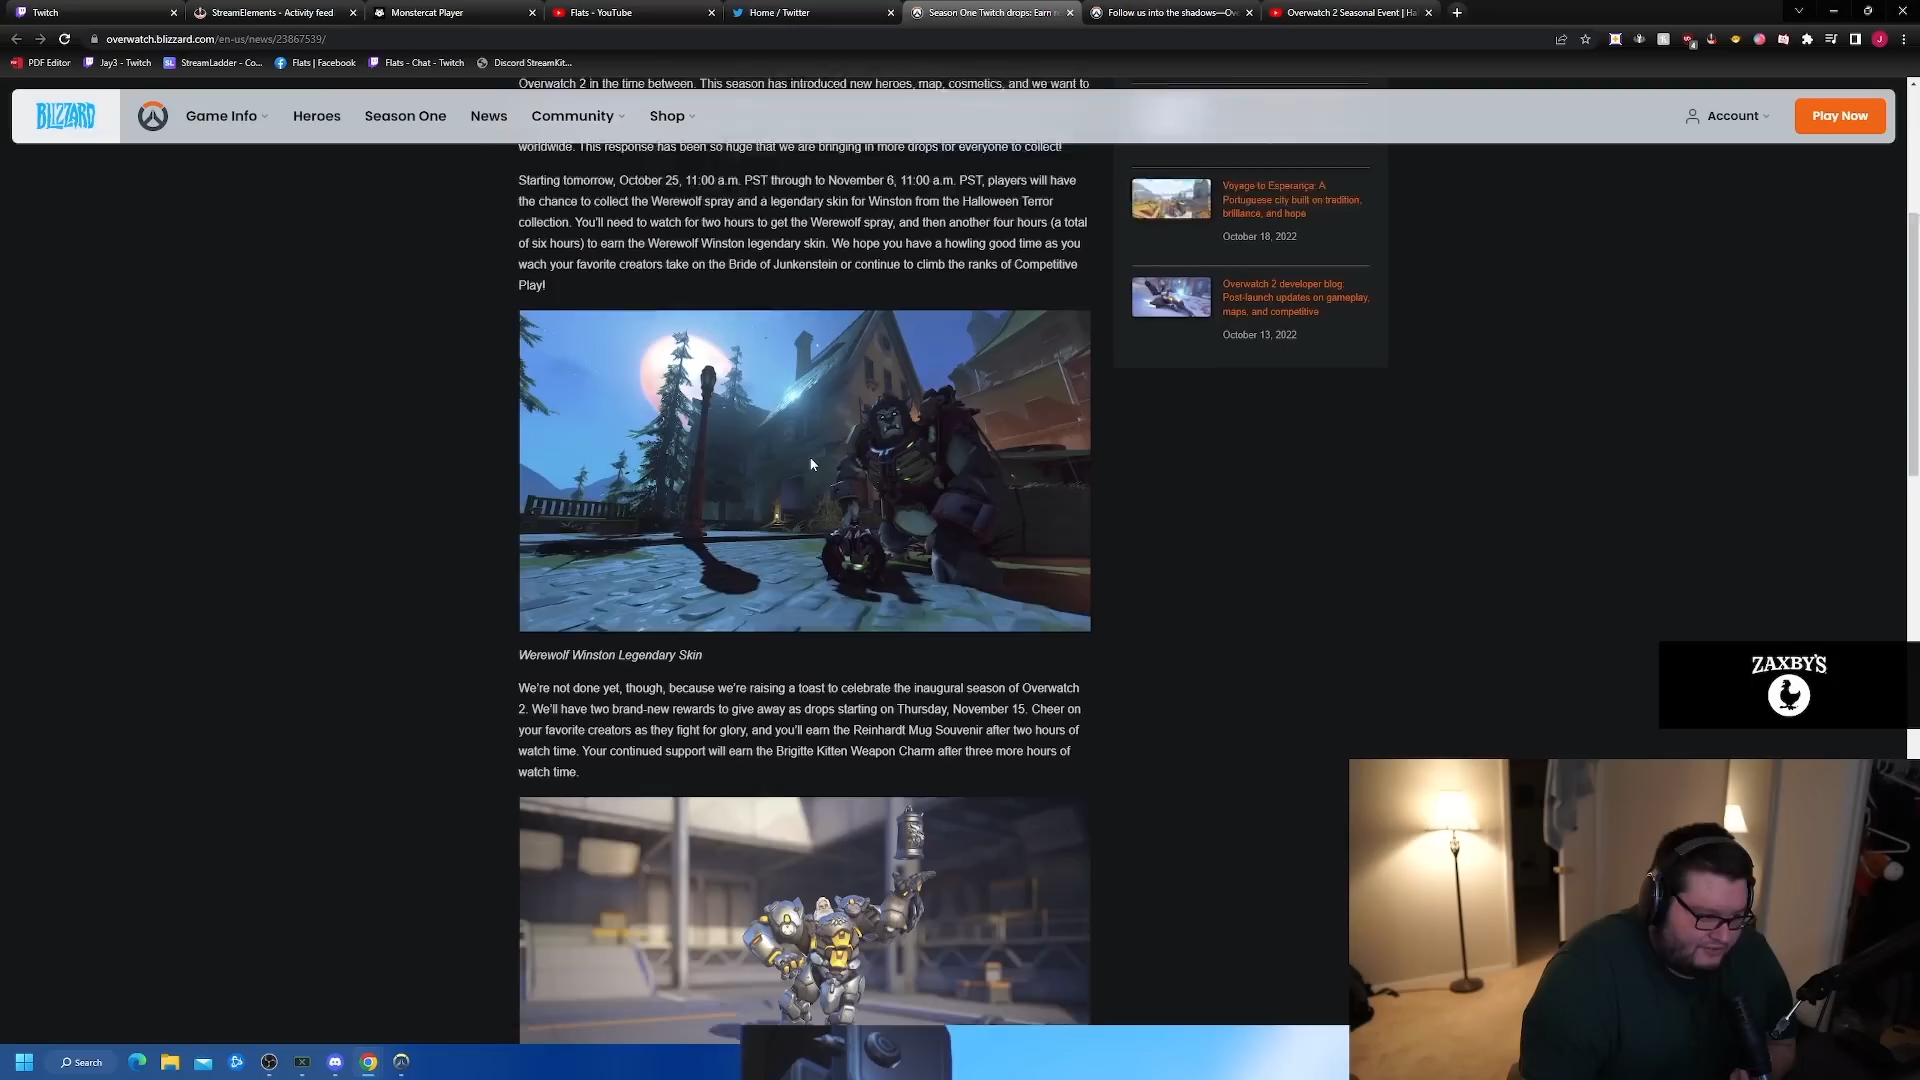 Twitch
StreamElements - Activity feed
Monstercat Player
Flats - YouTube
Home / Twitter
Season One Twitch drops: Earn r
Follow us into the shadows—Ov
Overwatch 2 Seasonal Event | Ha
overwatch.blizzard.com/en-us/news/23867539/
PDF Editor
Jay3 - Twitch
StreamLadder - Co...
Flats | Facebook
Flats - Chat - Twitch
Discord StreamKit...
Overwatch 2 in the time between. This season has introduced new heroes, map, cosmetics, and we want to
BLIZZARD
Game Info
Heroes
Season One
News
Community
Shop
Account
Play Now
worldwide. This response has been so huge that we are bringing in more drops for everyone to collect!
Starting tomorrow, October 25, 11:00 a.m. PST through to November 6, 11:00 a.m. PST, players will have
the chance to collect the Werewolf spray and a legendary skin for Winston from the Halloween Terror
collection. You'll need to watch for two hours to get the Werewolf spray, and then another four hours (a total
of six hours) to earn the Werewolf Winston legendary skin. We hope you have a howling good time as you
wach your favorite creators take on the Bride of Junkenstein or continue to climb the ranks of Competitive
Play!
Voyage to Esperança: A
Portuguese city built on tradition,
brilliance, and hope
October 18, 2022
Overwatch 2 developer blog:
Post-launch updates on gameplay,
maps, and competitive
October 13, 2022
Werewolf Winston Legendary Skin
We're not done yet, though, because we're raising a toast to celebrate the inaugural season of Overwatch
2. We'll have two brand-new rewards to give away as drops starting on Thursday, November 15. Cheer on
your favorite creators as they fight for glory, and you'll earn the Reinhardt Mug Souvenir after two hours of
watch time. Your continued support will earn the Brigitte Kitten Weapon Charm after three more hours of
watch time.
ZAXBY'S
Search